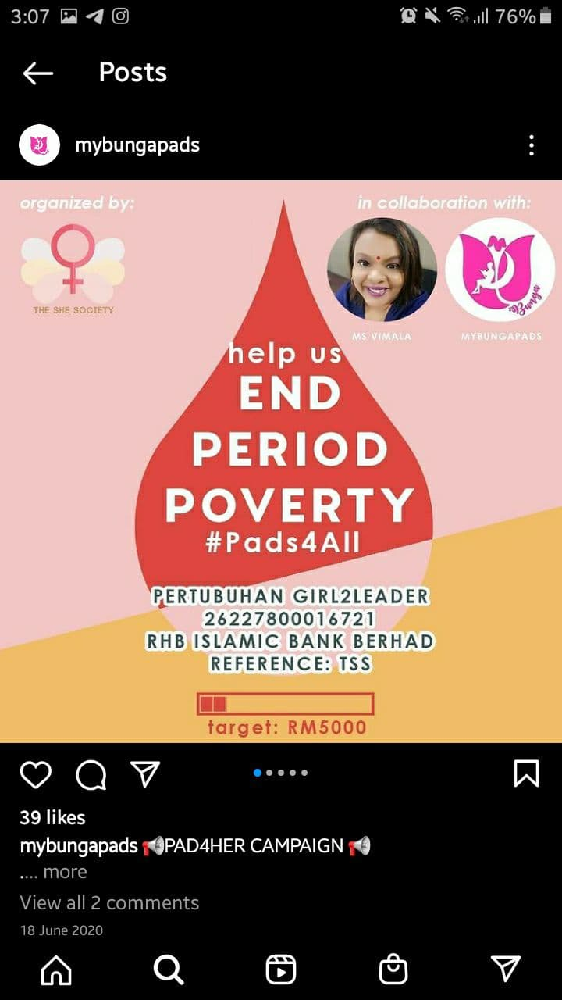 3:07
76%
Posts
mybungapads
organized by:
in collaboration with:
THE SHE SOCIETY
Bunga
MS VIMALA
MYBUNGAPADS
help us
END
PERIOD
POVERTY
#Pads4All
PERTUBUHAN GIRL2LEADER
26227800016721
RHB ISLAMIC BANK BERHAD
REFERENCE: TSS
target: RM5000
39 likes
mybungapads 📢PAD4HER CAMPAIGN📢
.... more
View all 2 comments
18 June 2020